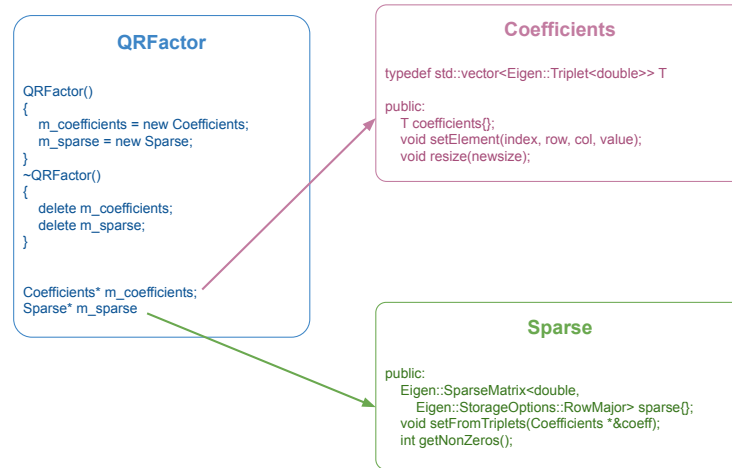 QRFactor
QRFactor()
{
m_coefficients = new Coefficients;
m_sparse = new Sparse;
}
~QRFactor()
{
delete m_coefficients;
delete m_sparse;
}
Coefficients* m_coefficients;
Sparse* m_sparse
Coefficients
typedef std::vector<Eigen::Triplet<double>> T
public:
T coefficients{};
void setElement(index, row, col, value);
void resize(newsize);
Sparse
public:
Eigen::SparseMatrix<double,
Eigen::StorageOptions::RowMajor> sparse{};
void setFromTriplets(Coefficients *&coeff);
int getNonZeros();